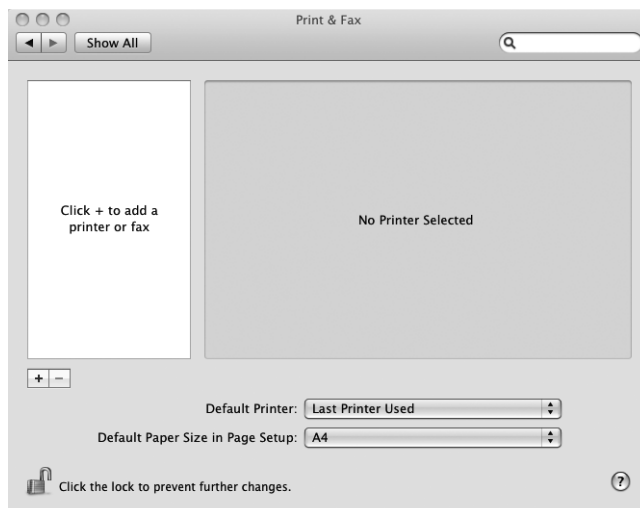 Print & Fax
Show All
Click + to add a
printer or fax
No Printer Selected
+ −
Default Printer: Last Printer Used
Default Paper Size in Page Setup: A4
Click the lock to prevent further changes.
?